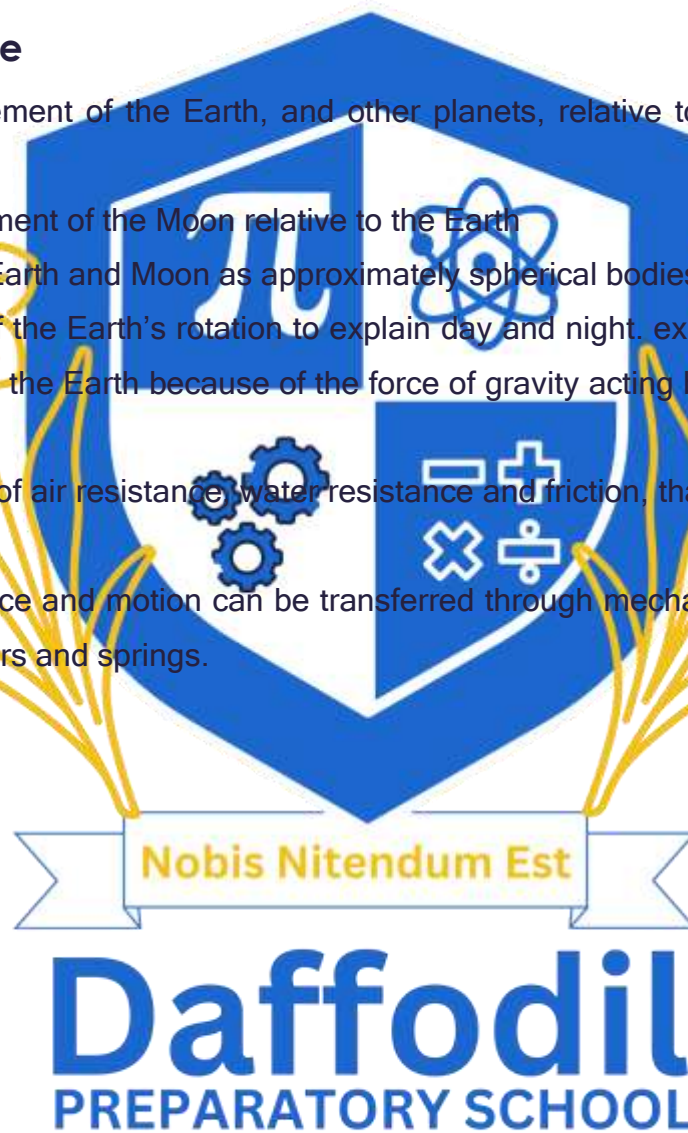 e
ement of the Earth, and other planets, relative to
ment of the Moon relative to the Earth
Earth and Moon as approximately spherical bodies
f the Earth’s rotation to explain day and night. ex
the Earth because of the force of gravity acting
of air resistance, water resistance and friction, tha
ce and motion can be transferred through mecha
rs and springs.
π
Nobis Nitendum Est
Daffodil
PREPARATORY SCHOOL